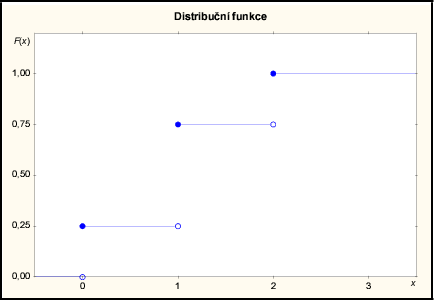 Distribuční funkce
F(x)
1,00
0,75
0,50
0,25
0,00
0 1 2 3 x